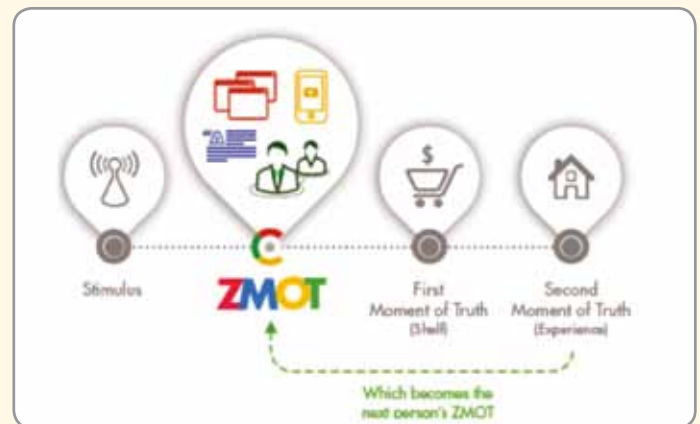 $
Stimulus
ZMOT
First
Moment of Truth
(Shelf)
Second
Moment of Truth
(Experience)
Which becomes the
next person's ZMOT